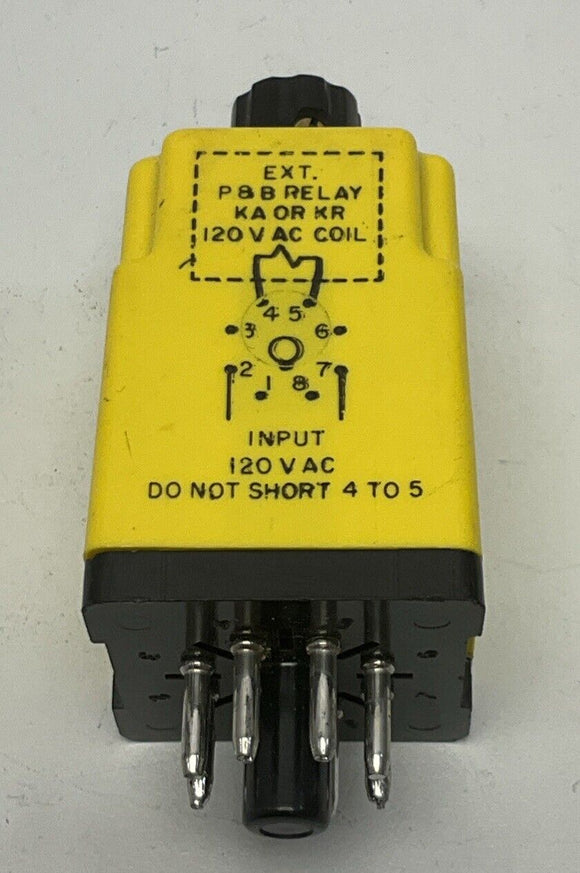 EXT.
P & B RELAY
KA OR KR
120 V AC COIL
4 5
3 6
2 7
1 8
INPUT
120 V AC
DO NOT SHORT 4 TO 5